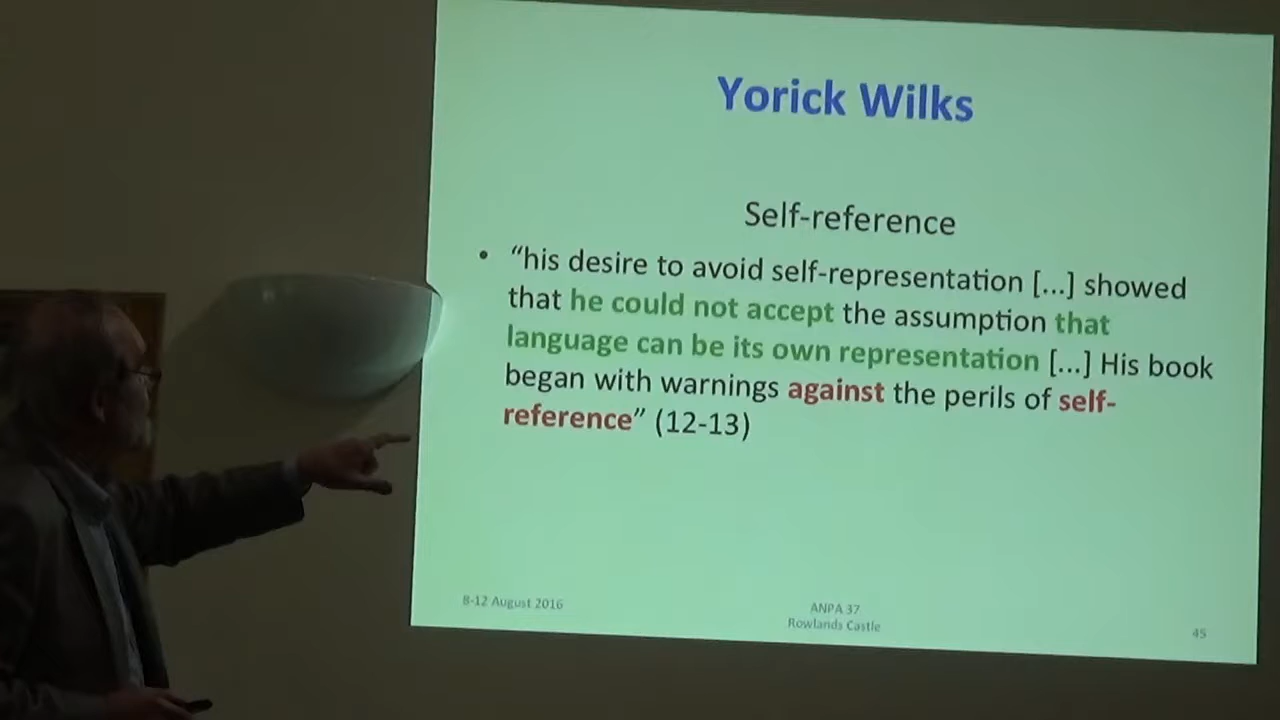 Yorick Wilks
Self-reference
• “his desire to avoid self-representation [...] showed
that he could not accept the assumption that
language can be its own representation [...] His book
began with warnings against the perils of self-
reference” (12-13)
8-12 August 2016
ANPA 37
Rowlands Castle
45